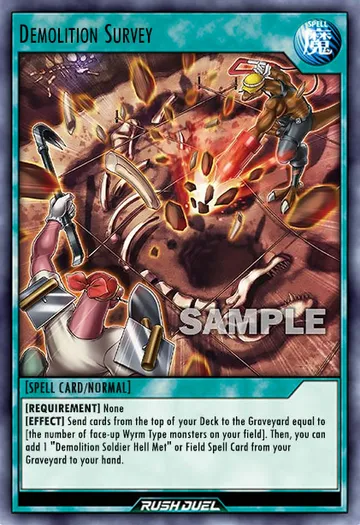 DEMOLITION SURVEY
SPELL
魔
SAMPLE
[SPELL CARD/NORMAL]
[REQUIREMENT] None
[EFFECT] Send cards from the top of your Deck to the Graveyard equal to
[the number of face-up Wyrm Type monsters on your field]. Then, you can
add 1 "Demolition Soldier Hell Met" or Field Spell Card from your
Graveyard to your hand.
RUSH DUEL